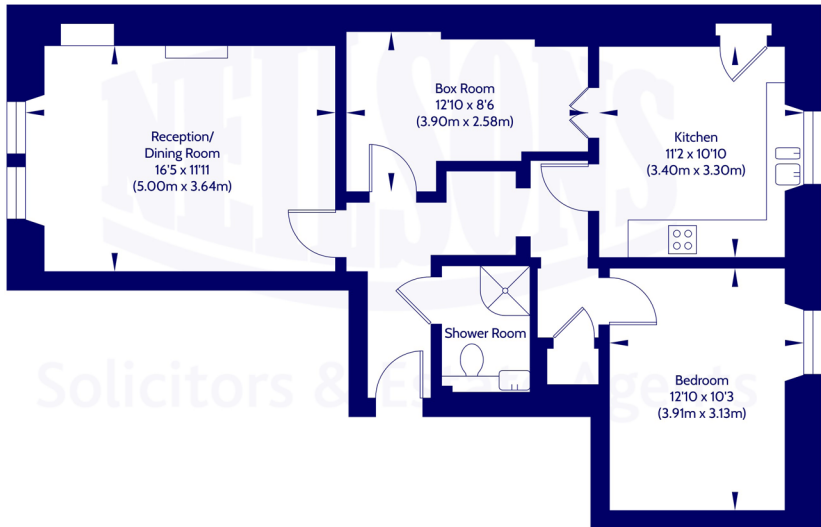 NEILSONS
Solicitors & Estate Agents
Reception/
Dining Room
16'5 x 11'11
(5.00m x 3.64m)
Box Room
12'10 x 8'6
(3.90m x 2.58m)
Kitchen
11'2 x 10'10
(3.40m x 3.30m)
Shower Room
Bedroom
12'10 x 10'3
(3.91m x 3.13m)